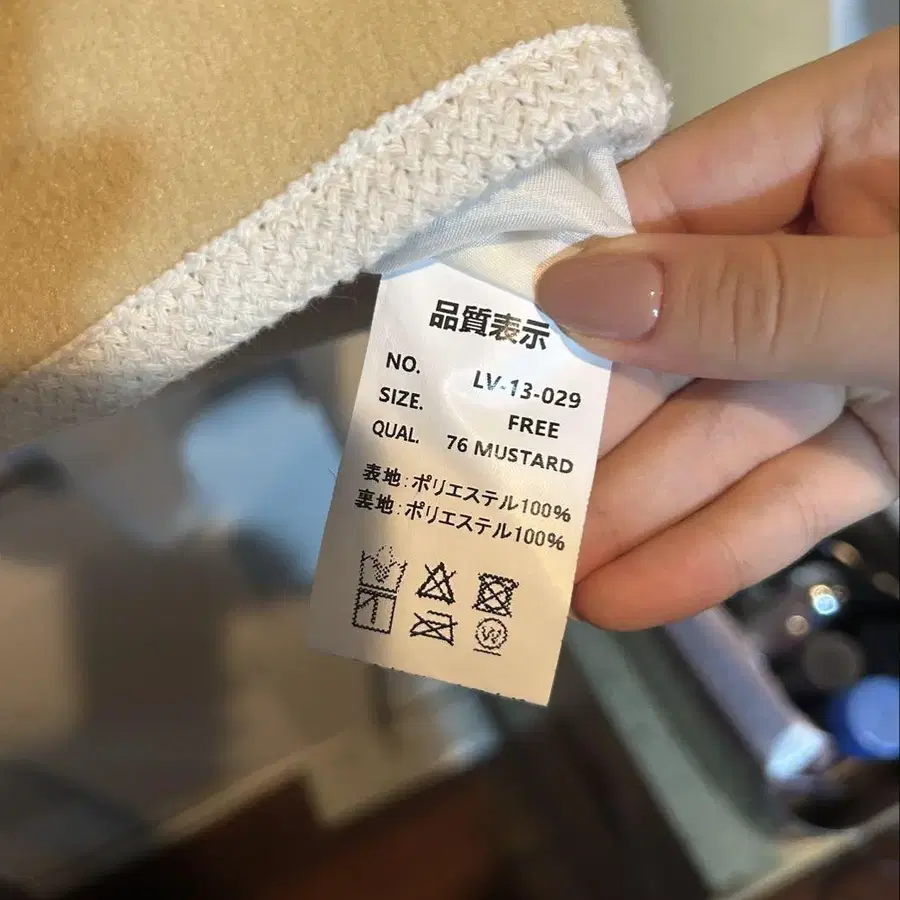 品質表示
NO. LV-13-029
SIZE. FREE
QUAL. 76 MUSTARD
表地:ポリエステル100%
裏地:ポリエステル100%
W